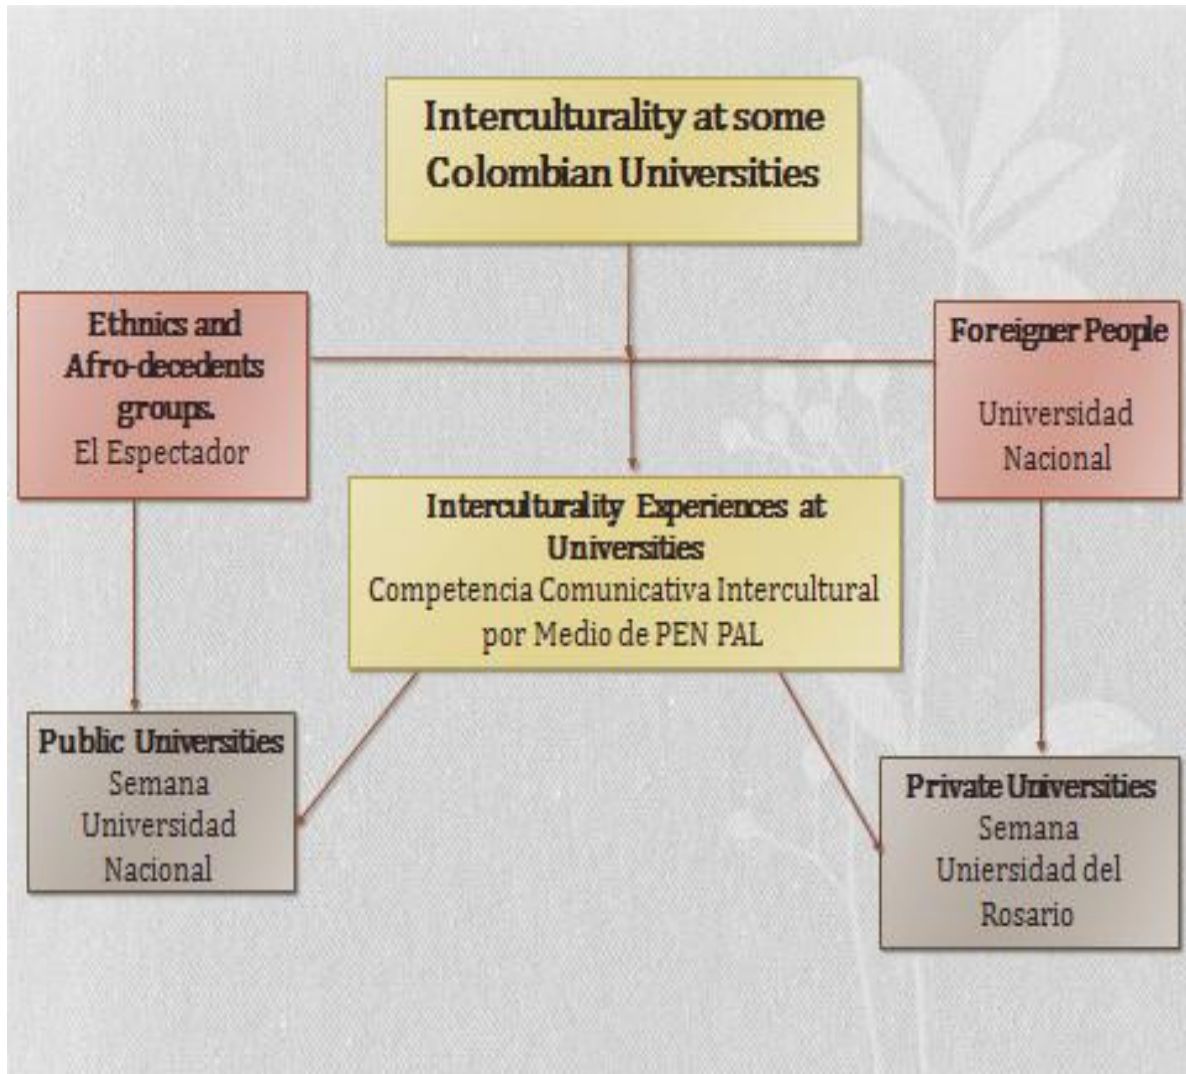 Interculturality at some
Colombian Universities
Ethnics and
Afro-decedents
groups.
El Espectador
Foreigner People
Universidad
Nacional
Interculturality Experiences at
Universities
Competencia Comunicativa Intercultural
por Medio de PEN PAL
Public Universities
Semana
Universidad
Nacional
Private Universities
Semana
Uniersidad del
Rosario